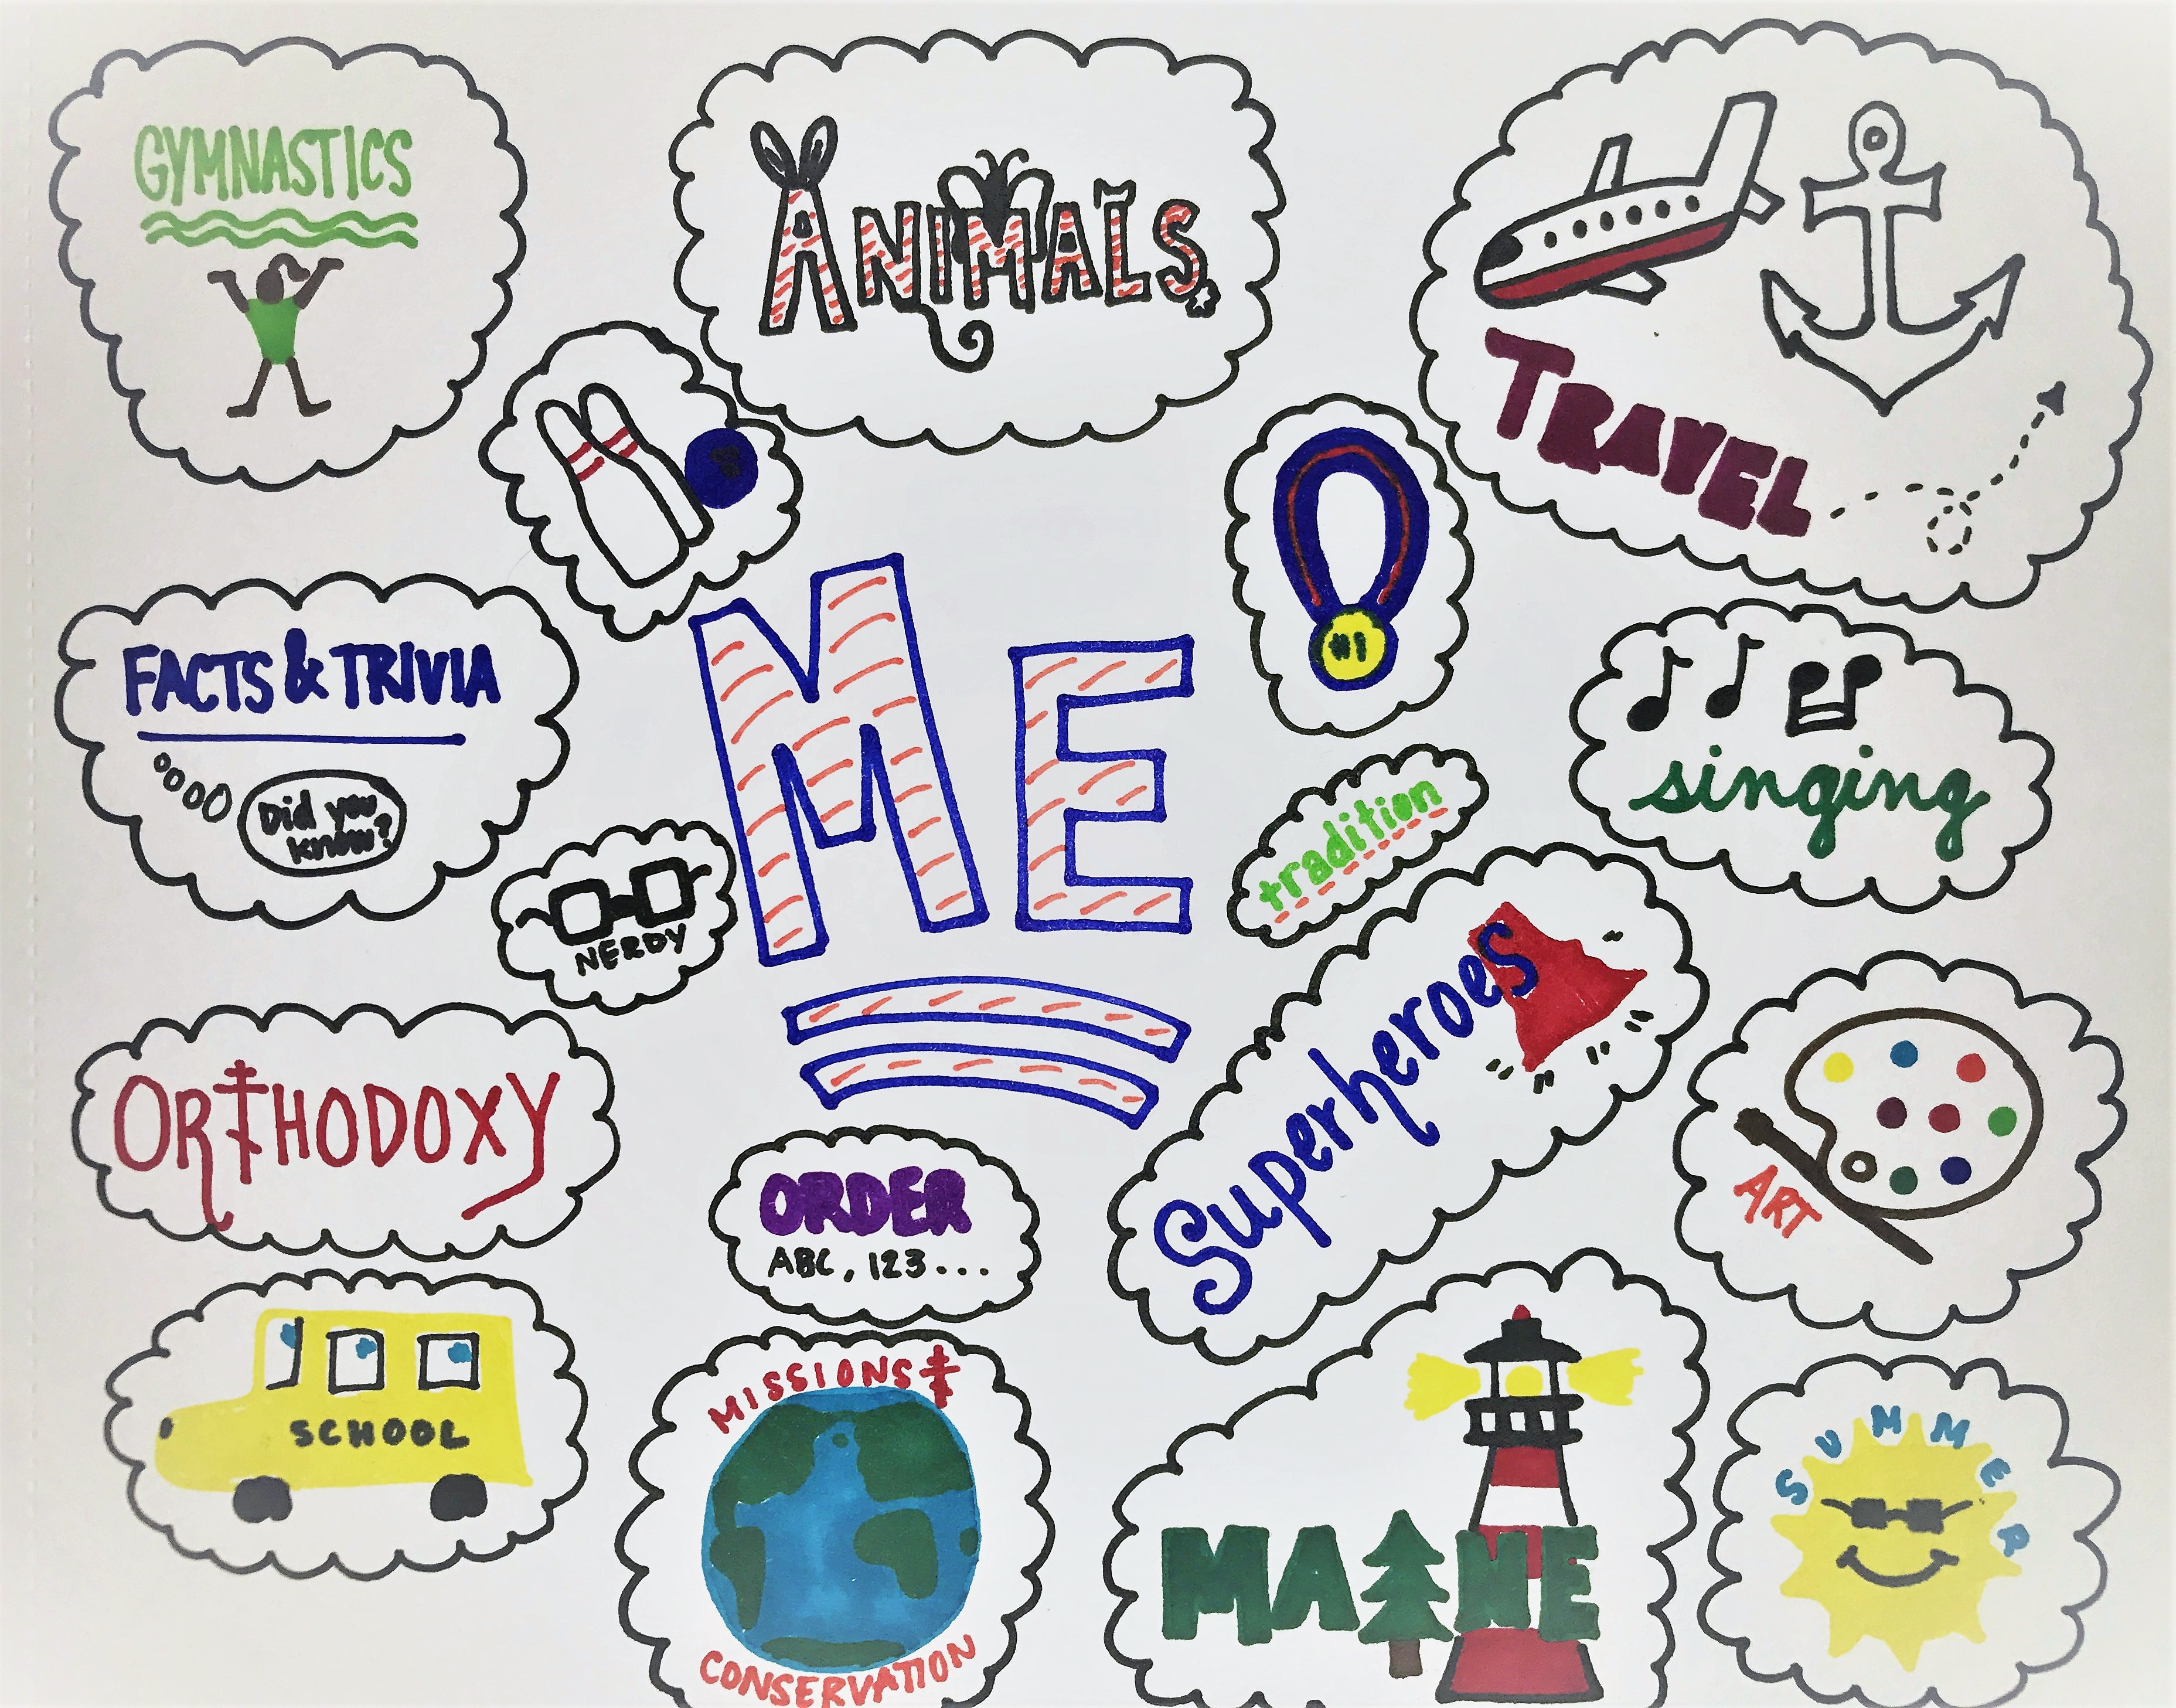 GYMNASTICS
ANIMALS
TRAVEL
FACTS & TRIVIA
Did you
know?
ME
#1
singing
tradition
NERDY
Superheroes
ORTHODOXY
ART
ORDER
ABC, 123...
SCHOOL
MISSIONS
CONSERVATION
MAINE
SUMMER